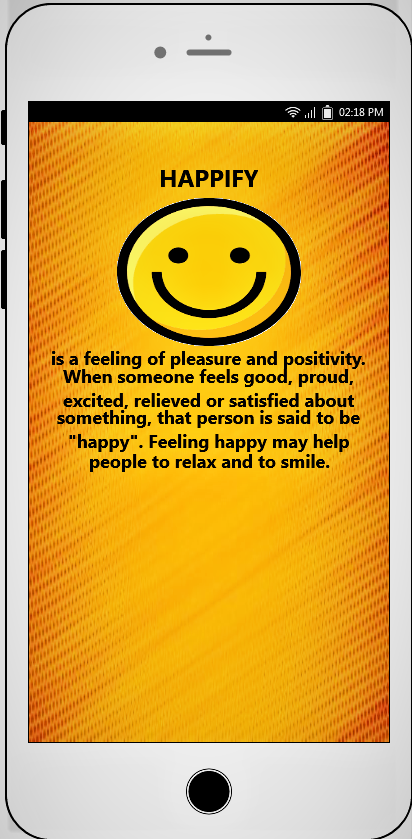 02:18 PM
HAPPIFY
is a feeling of pleasure and positivity.
When someone feels good, proud,
excited, relieved or satisfied about
something, that person is said to be
"happy". Feeling happy may help
people to relax and to smile.